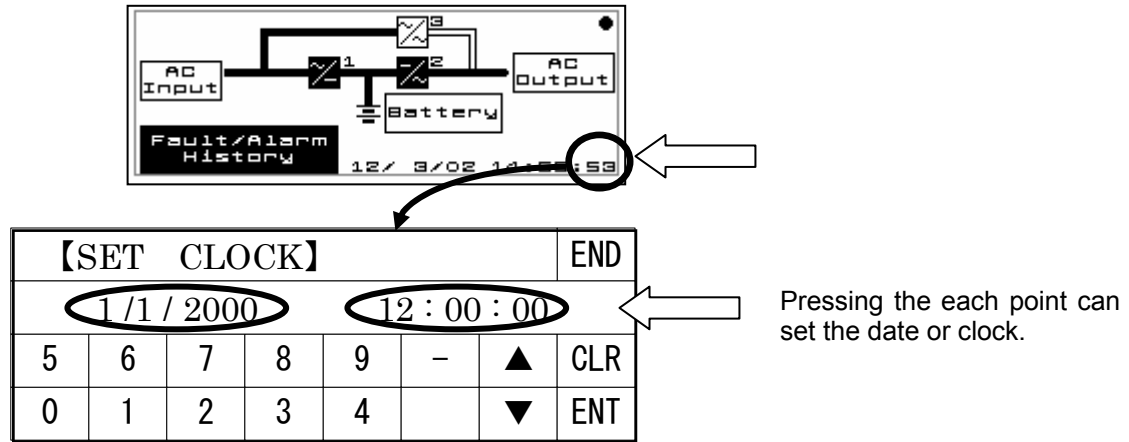 3
1
2
AC
Input
AC
Output
Battery
Fault/Alarm
History
12/ 3/02 :53
【SET CLOCK】 END
1 /1 / 2000 12 : 00 : 00
Pressing the each point can
set the date or clock.
5 6 7 8 9 － ▲ CLR
0 1 2 3 4 ▼ ENT